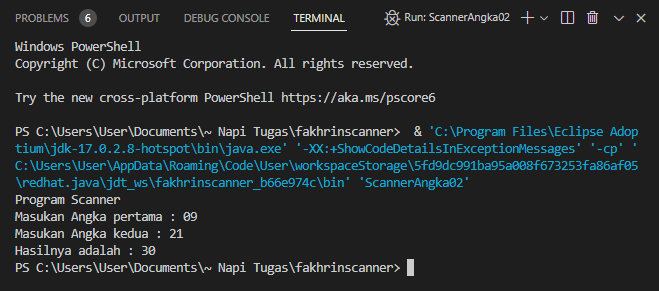 PROBLEMS 6 OUTPUT DEBUG CONSOLE TERMINAL Run: ScannerAngka02
Windows PowerShell
Copyright (C) Microsoft Corporation. All rights reserved.
Try the new cross-platform PowerShell https://aka.ms/pscore6
PS C:\Users\User\Documents\~ Napi Tugas\fakhrinscanner>  & 'C:\Program Files\Eclipse Adop
tium\jdk-17.0.2.8-hotspot\bin\java.exe' '-XX:+ShowCodeDetailsInExceptionMessages' '-cp' '
C:\Users\User\AppData\Roaming\Code\User\workspaceStorage\5fd9dc991ba95a008f673253fa86af05
\redhat.java\jdt_ws\fakhrinscanner_b66e974c\bin' 'ScannerAngka02'
Program Scanner
Masukan Angka pertama : 09
Masukan Angka kedua : 21
Hasilnya adalah : 30
PS C:\Users\User\Documents\~ Napi Tugas\fakhrinscanner>